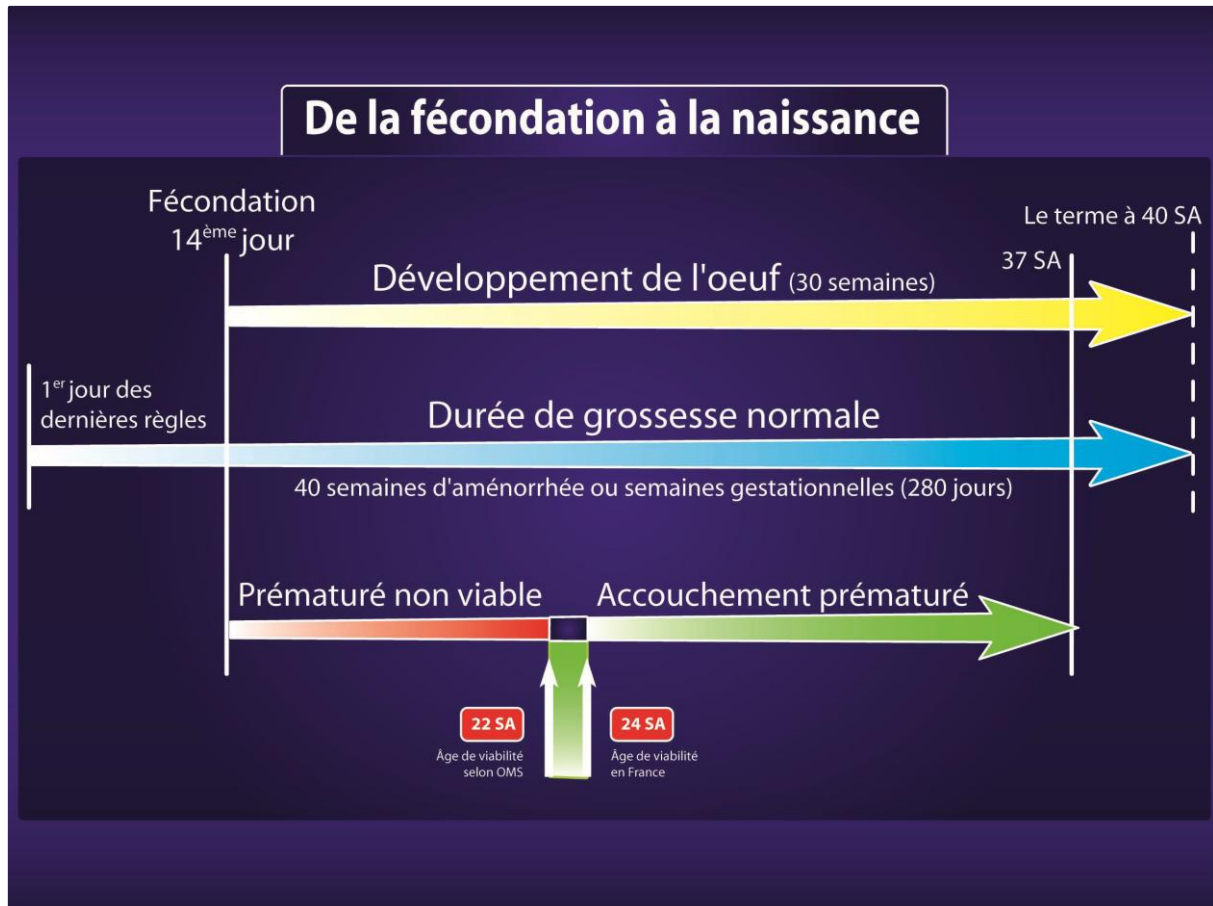 De la fécondation à la naissance
Fécondation
14ème jour
Le terme à 40 SA
37 SA
Développement de l'oeuf (30 semaines)
1er jour des
dernières règles
Durée de grossesse normale
40 semaines d'aménorrhée ou semaines gestationnelles (280 jours)
Prématuré non viable
Accouchement prématuré
22 SA
Âge de viabilité
selon OMS
24 SA
Âge de viabilité
en France